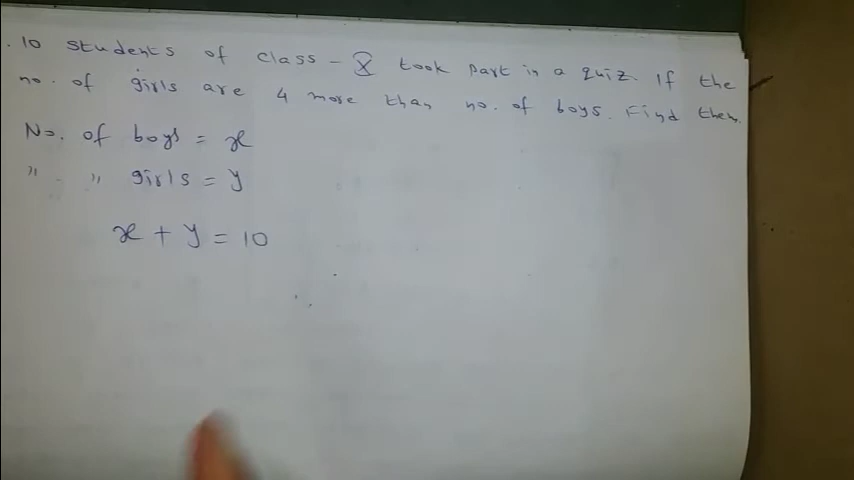 . 10 students of class - X took part in a quiz. If the
no. of girls are 4 more than no. of boys. Find them.
No. of boys = x
" " girls = y
x + y = 10